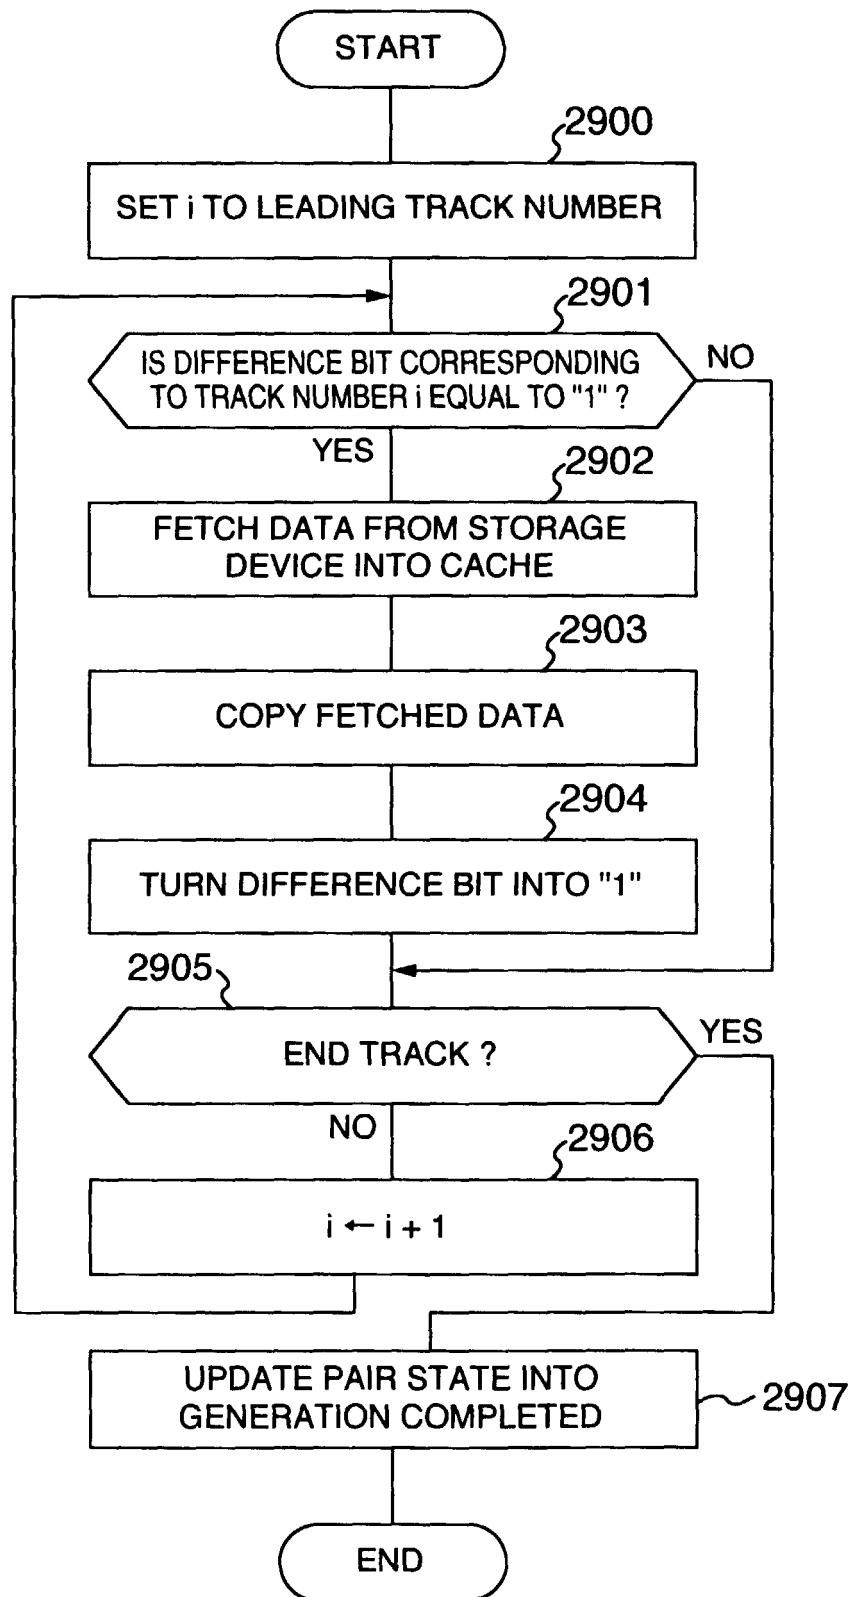 START
2900
SET i TO LEADING TRACK NUMBER
2901
IS DIFFERENCE BIT CORRESPONDING
TO TRACK NUMBER i EQUAL TO "1" ?
NO
YES
2902
FETCH DATA FROM STORAGE
DEVICE INTO CACHE
2903
COPY FETCHED DATA
2904
TURN DIFFERENCE BIT INTO "1"
2905
END TRACK ?
YES
NO
2906
i ← i + 1
UPDATE PAIR STATE INTO
GENERATION COMPLETED
2907
END